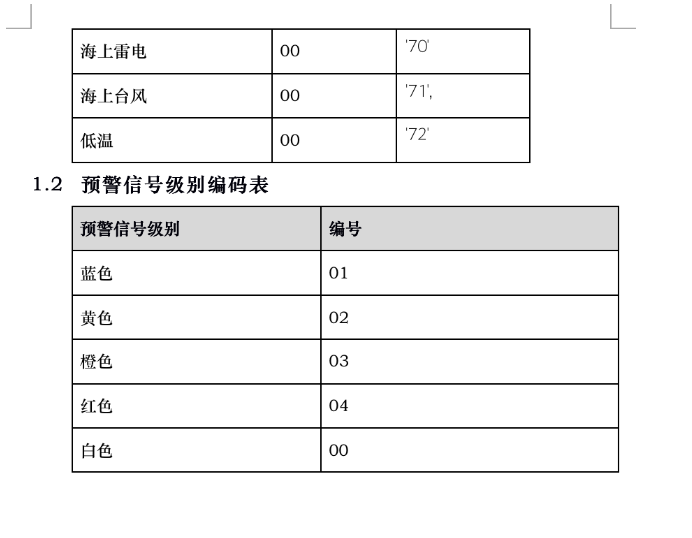 海上雷电 00 '70'
海上台风 00 '71',
低温 00 '72'
1.2 预警信号级别编码表
预警信号级别 编号
蓝色 01
黄色 02
橙色 03
红色 04
白色 00